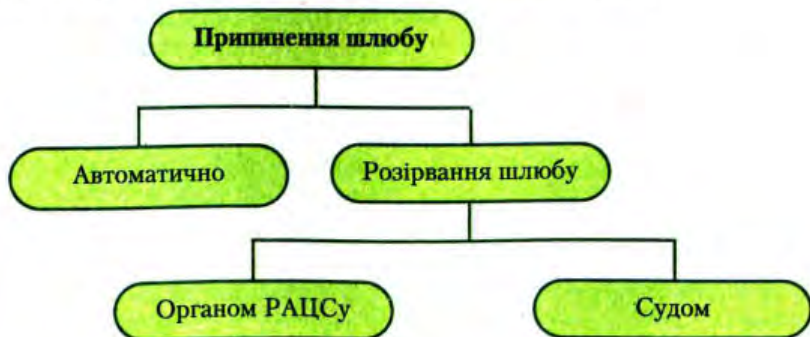 Припинення шлюбу
Автоматично
Розірвання шлюбу
Органом РАЦСу
Судом